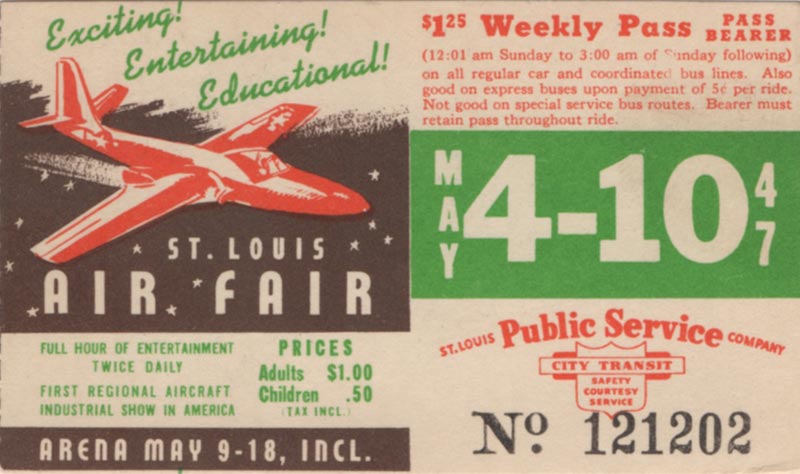 Exciting!
Entertaining!
Educational!
ST. LOUIS
AIR FAIR
FULL HOUR OF ENTERTAINMENT
TWICE DAILY
FIRST REGIONAL AIRCRAFT
INDUSTRIAL SHOW IN AMERICA
PRICES
Adults $1.00
Children .50
(TAX INCL.)
ARENA MAY 9-18, INCL.
$1 25 Weekly Pass PASS BEARER
(12:01 am Sunday to 3:00 am of Sunday following)
on all regular car and coordinated bus lines. Also
good on express buses upon payment of 5¢ per ride.
Not good on special service bus routes. Bearer must
retain pass throughout ride.
MAY 4-10 47
ST. LOUIS Public Service COMPANY
CITY TRANSIT
SAFETY
COURTESY
SERVICE
No. 121202